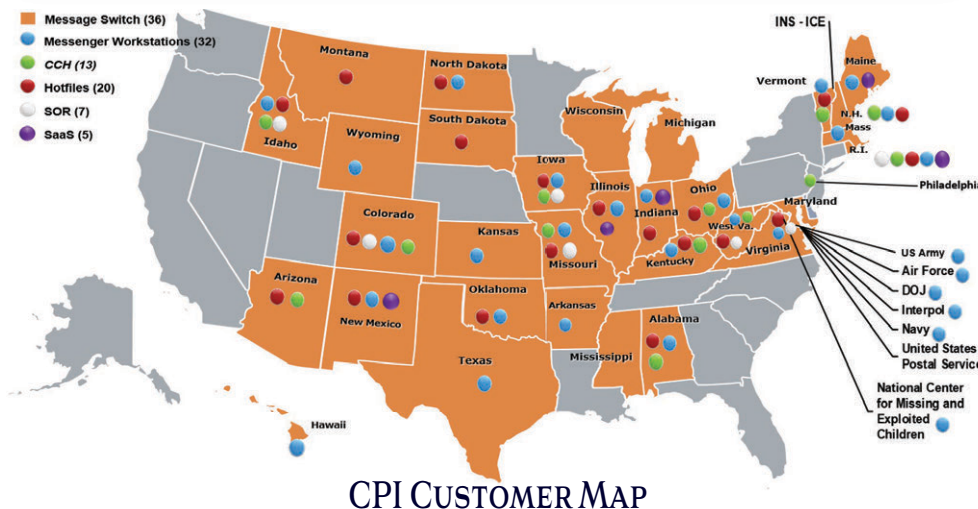 Message Switch (36)
Messenger Workstations (32)
CCH (13)
Hotfiles (20)
SOR (7)
SaaS (5)
INS - ICE
Montana
North Dakota
Maine
Vermont
Wisconsin
N.H.
Michigan
South Dakota
Mass
Idaho
R.I.
Wyoming
Iowa
Illinois
Ohio
Philadelphia
Maryland
Indiana
Colorado
West Va.
Kansas
Virginia
US Army
Missouri
Kentucky
Air Force
Arizona
Oklahoma
DOJ
Arkansas
Interpol
New Mexico
Alabama
Navy
United States
Postal Service
Mississippi
Texas
National Center
for Missing and
Exploited
Children
Hawaii
CPI Customer Map